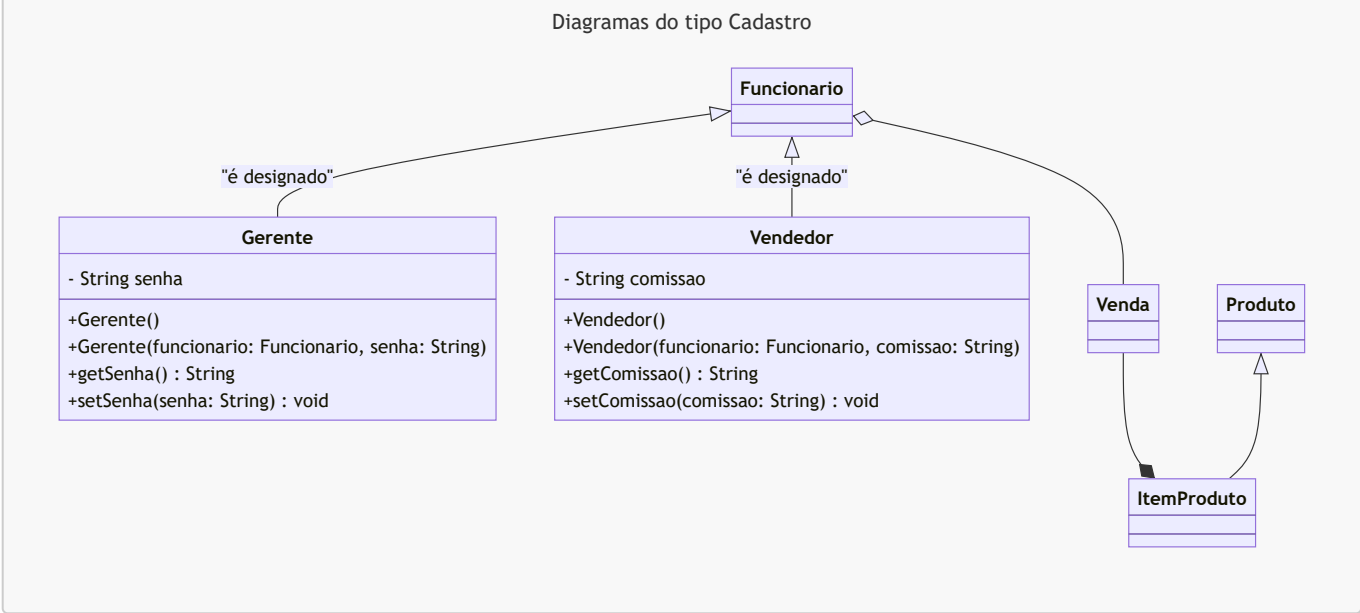 Diagramas do tipo Cadastro
Funcionario
"é designado"
"é designado"
Gerente
- String senha
+Gerente()
+Gerente(funcionario: Funcionario, senha: String)
+getSenha() : String
+setSenha(senha: String) : void
Vendedor
- String comissao
+Vendedor()
+Vendedor(funcionario: Funcionario, comissao: String)
+getComissao() : String
+setComissao(comissao: String) : void
Venda
Produto
ItemProduto